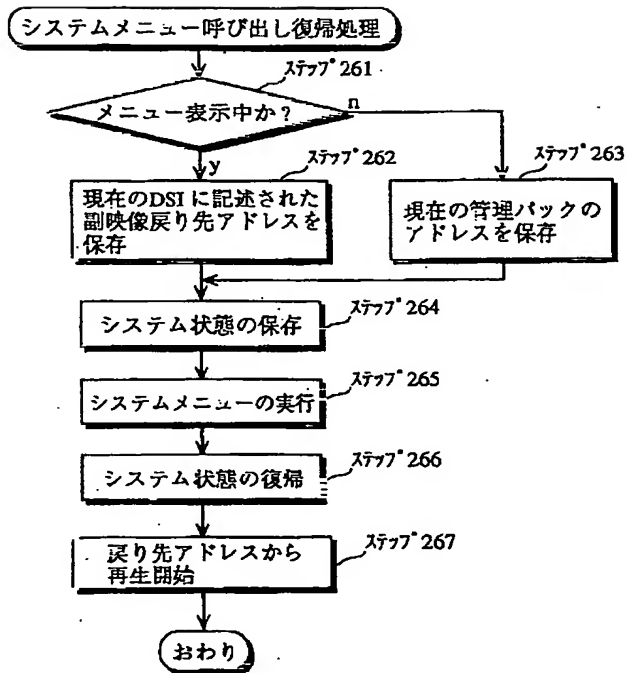 システムメニュー呼び出し復帰処理
ステップ261
メニュー表示中か?
n
y
ステップ262
ステップ263
現在のDSIに記述された
副映像戻り先アドレスを
保存
現在の管理パックの
アドレスを保存
ステップ264
システム状態の保存
ステップ265
システムメニューの実行
ステップ266
システム状態の復帰
ステップ267
戻り先アドレスから
再生開始
おわり